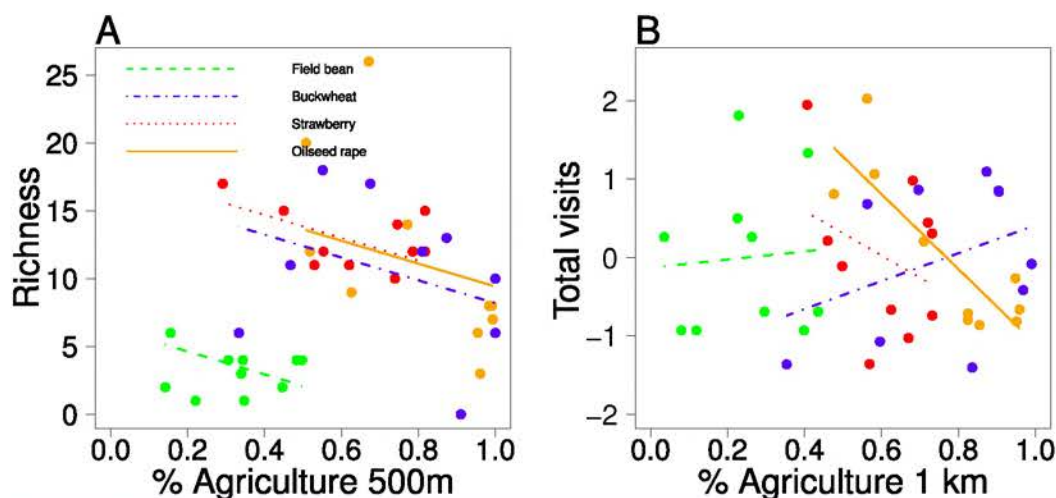 A
Richness
25
20
15
10
5
0
Field bean
Buckwheat
Strawberry
Oilseed rape
0.0 0.2 0.4 0.6 0.8 1.0
% Agriculture 500m
B
Total visits
2
1
0
−1
−2
0.0 0.2 0.4 0.6 0.8 1.0
% Agriculture 1 km